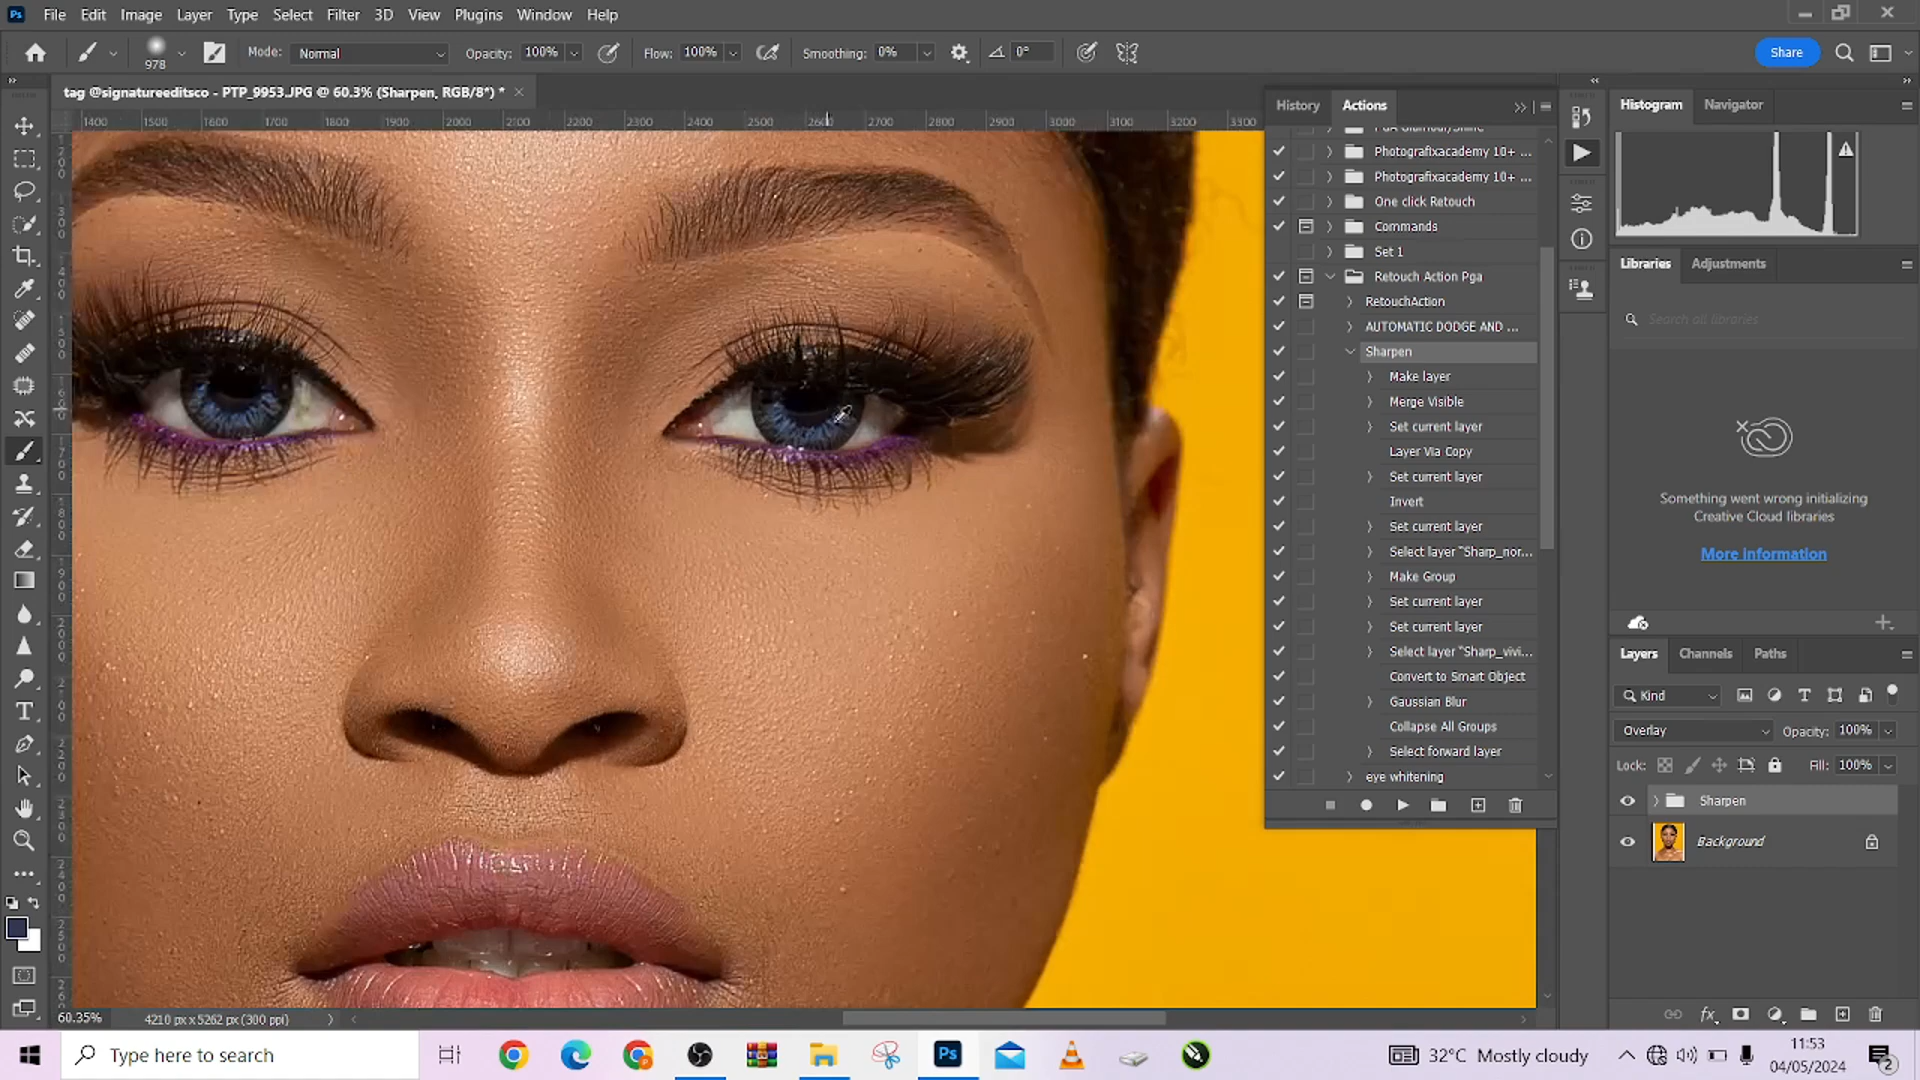 File Edit Image Layer Type Select Filter 3D View Plugins Window Help
978 Mode: Normal Opacity: 100% Flow: 100% Smoothing: 0% 0° Share
tag @signatureeditsco - PTP_9953.JPG @ 60.3% (Sharpen, RGB/8*) *
1400 1500 1600 1700 1800 1900 2000 2100 2200 2300 2400 2500 2600 2700 2800 2900 3000 3100 3200 3300
History Actions
Photografixacademy 10+ ...
Photografixacademy 10+ ...
One click Retouch
Commands
Set 1
Retouch Action Pga
RetouchAction
AUTOMATIC DODGE AND ...
Sharpen
Make layer
Merge Visible
Set current layer
Layer Via Copy
Set current layer
Invert
Set current layer
Select layer "Sharp_nor...
Make Group
Set current layer
Set current layer
Select layer "Sharp_vivi...
Convert to Smart Object
Gaussian Blur
Collapse All Groups
Select forward layer
eye whitening
Histogram Navigator
Libraries Adjustments
Search all libraries
Something went wrong initializing
Creative Cloud libraries
More information
Layers Channels Paths
Kind
Overlay Opacity: 100%
Lock: Fill: 100%
Sharpen
Background
60.35% 4210 px x 5262 px (300 ppi)
Type here to search
32°C Mostly cloudy
11:53
04/05/2024
2